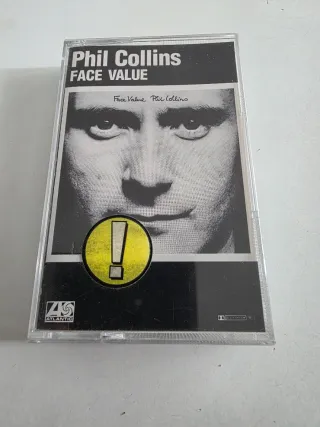 Phil Collins
FACE VALUE
Face Value Phil Collins
!
ATLANTIC